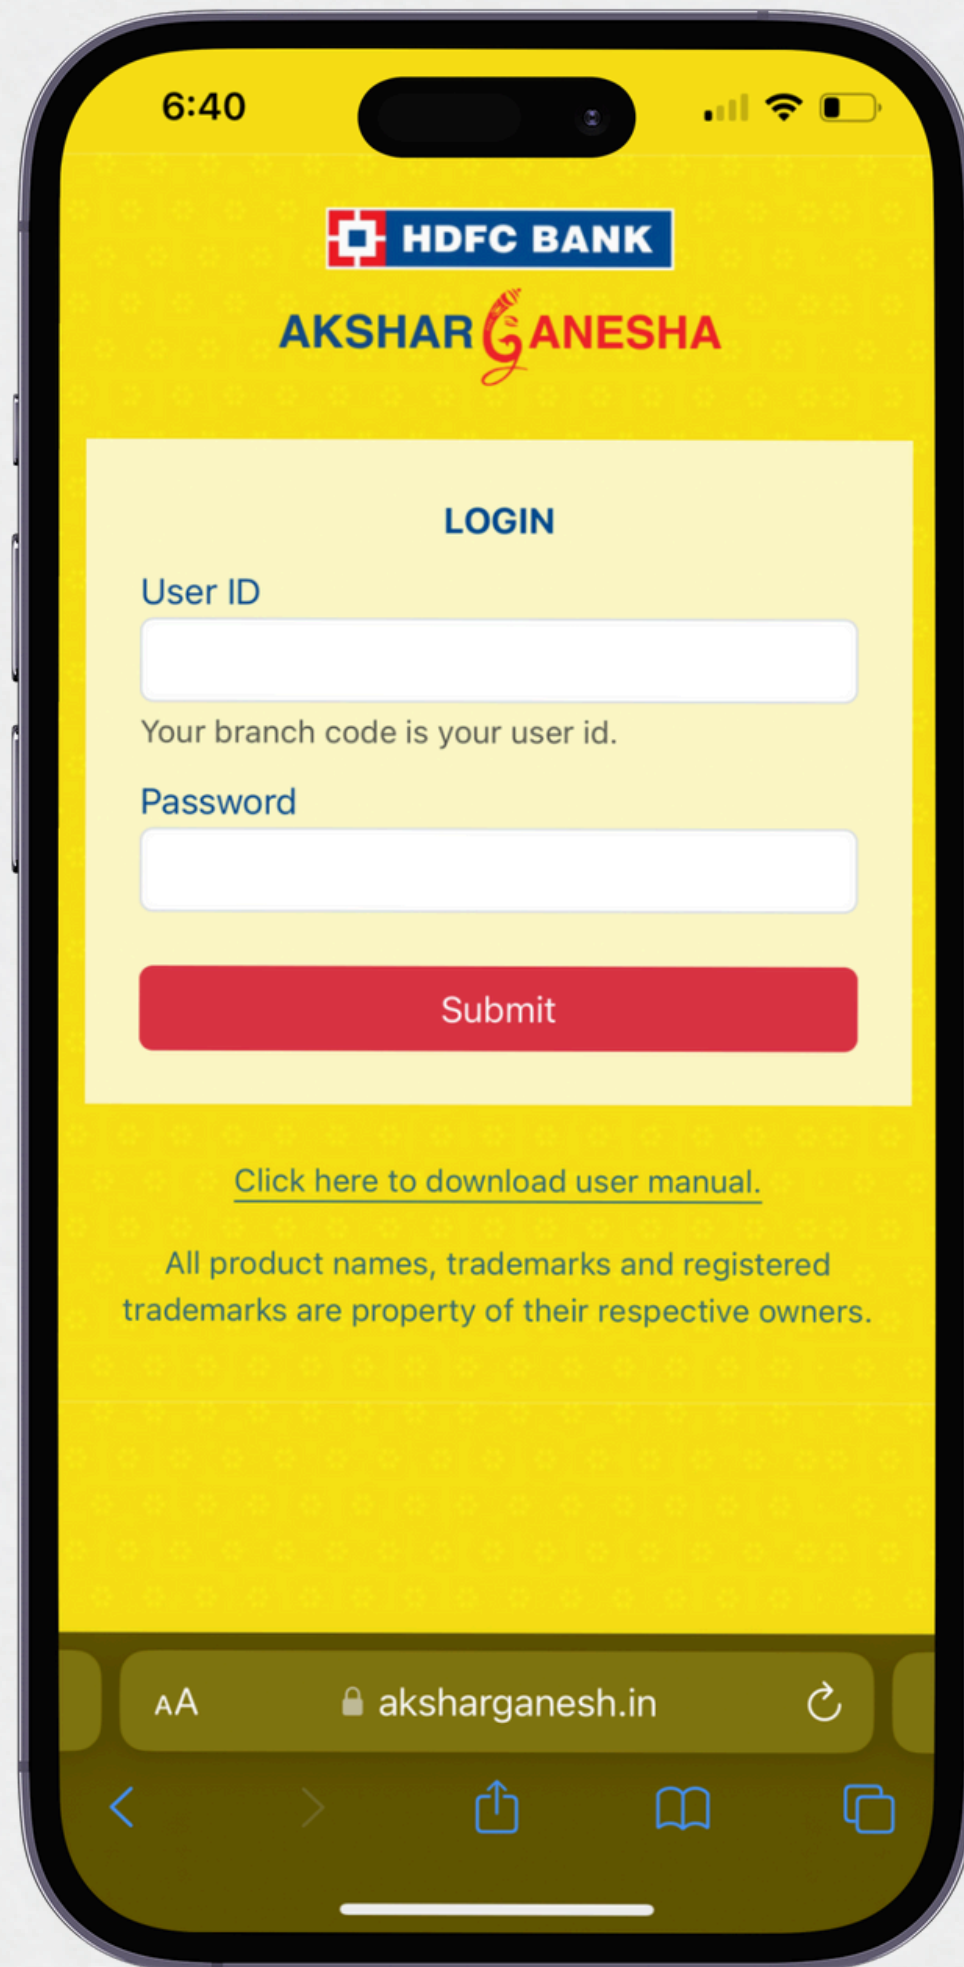 6:40
HDFC BANK
AKSHAR GANESHA
LOGIN
User ID
Your branch code is your user id.
Password
Submit
Click here to download user manual.
All product names, trademarks and registered
trademarks are property of their respective owners.
AA aksharganesh.in